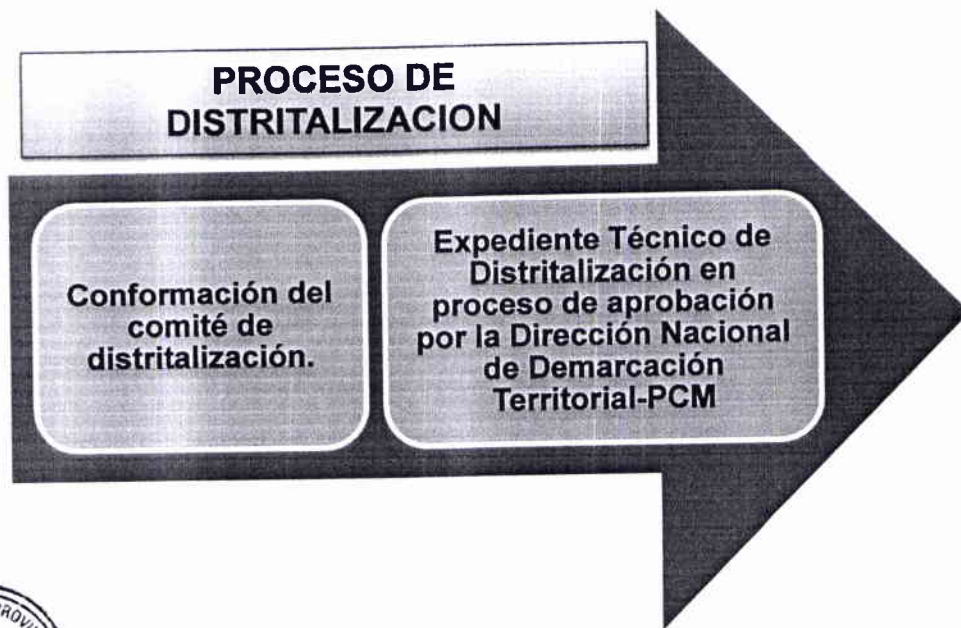 PROCESO DE
DISTRITALIZACION
Conformación del
comité de
distritalización.
Expediente Técnico de
Distritalización en
proceso de aprobación
por la Dirección Nacional
de Demarcación
Territorial-PCM